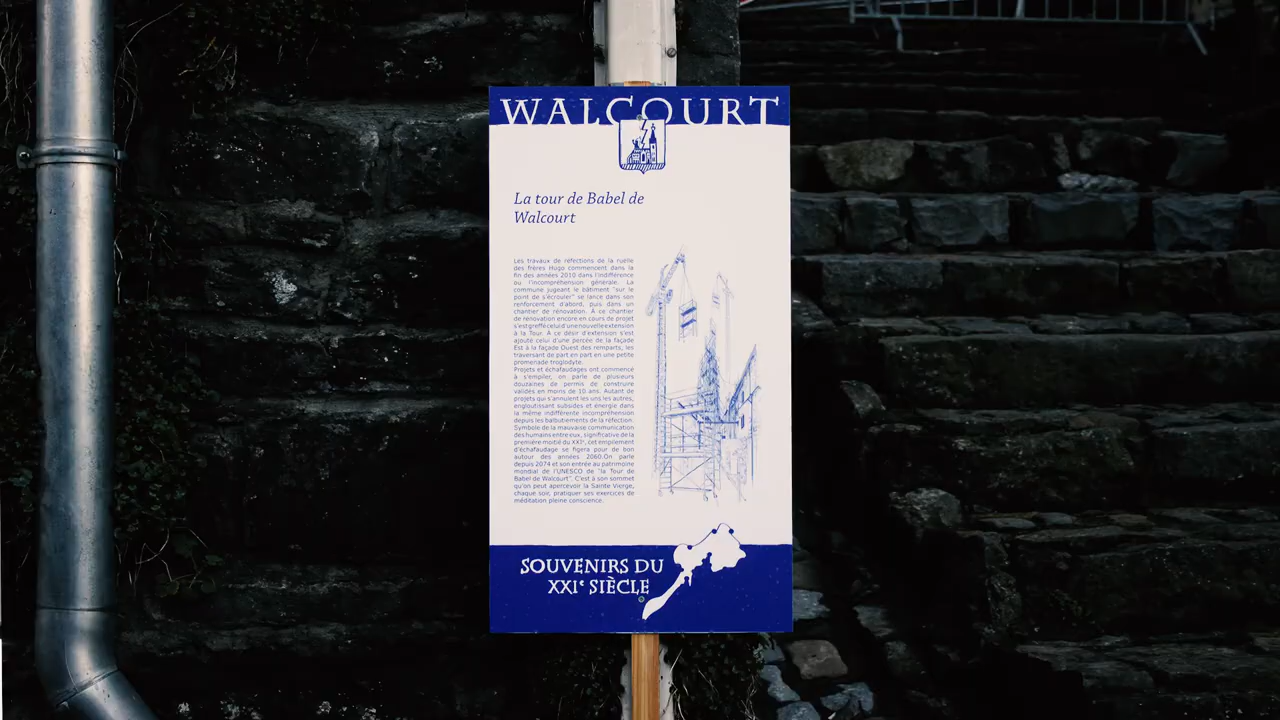 WALCOURT
La tour de Babel de
Walcourt
Les travaux de réfections de la ruelle
des frères Hugo commencent dans la
fin des années 2010 dans l'indifférence
ou l'incompréhension générale. La
commune jugeant le bâtiment "sur le
point de s'écrouler" se lance dans son
renforcement d'abord, puis dans un
chantier de rénovation. À ce chantier
de rénovation encore en cours de projet
s'est greffé celui d'une nouvelle extension
à la Tour. À ce désir d'extension s'est
ajouté celui d'une percée de la façade
Est à la façade Ouest des remparts, les
traversant de part en part en une petite
promenade troglodyte.
Projets et échafaudages ont commencé
à s'empiler, on parle de plusieurs
douzaines de permis de construire
validés en moins de 10 ans. Autant de
projets qui s'annulent les uns les autres,
engloutissant subsides et énergie dans
la même indifférente incompréhension
depuis les balbutiements de la réfection.
Symbole de la mauvaise communication
des humains entre eux, significative de la
première moitié du XXIᵉ, cet empilement
d'échafaudage se figera pour de bon
autour des années 2060.On parle
depuis 2074 et son entrée au patrimoine
mondial de l'UNESCO de "la Tour de
Babel de Walcourt". C'est à son sommet
qu'on peut apercevoir la Sainte Vierge,
chaque soir, pratiquer ses exercices de
méditation pleine conscience.
SOUVENIRS DU
XXIᵉ SIÈCLE